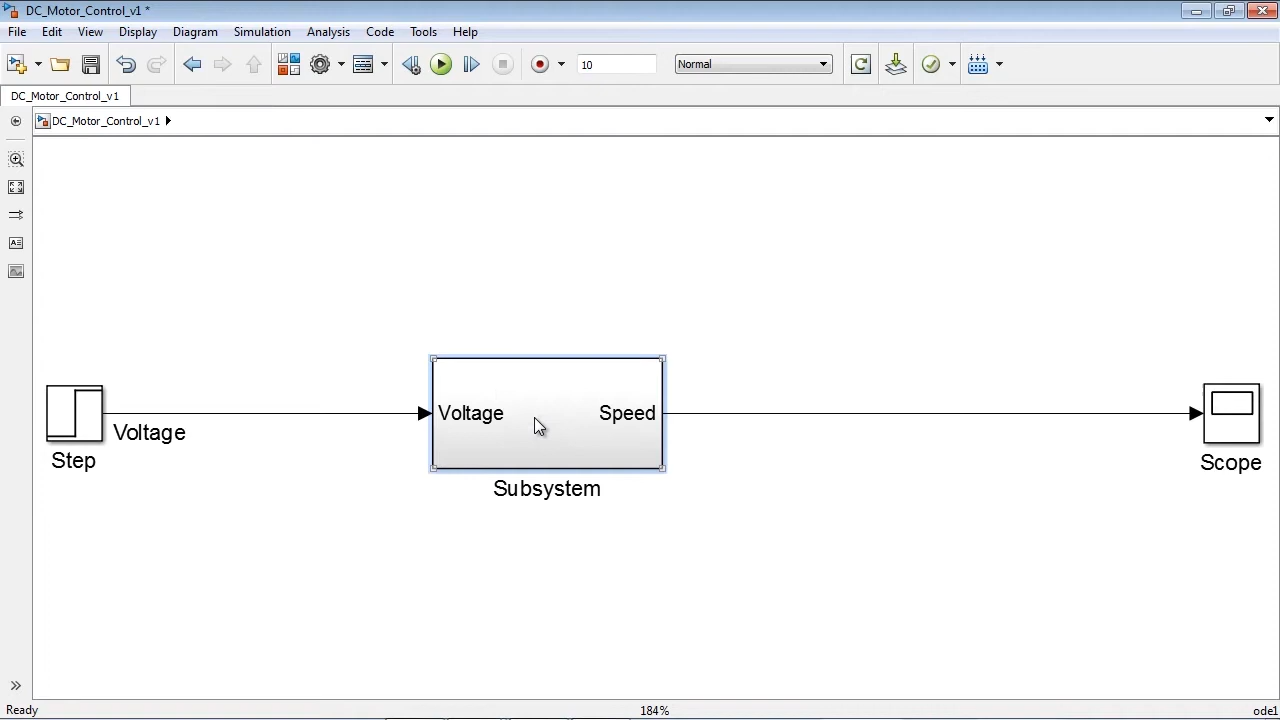 DC_Motor_Control_v1 *
File Edit View Display Diagram Simulation Analysis Code Tools Help
10 Normal
DC_Motor_Control_v1
DC_Motor_Control_v1
Voltage Speed
Voltage
Step
Scope
Subsystem
Ready 184% ode1